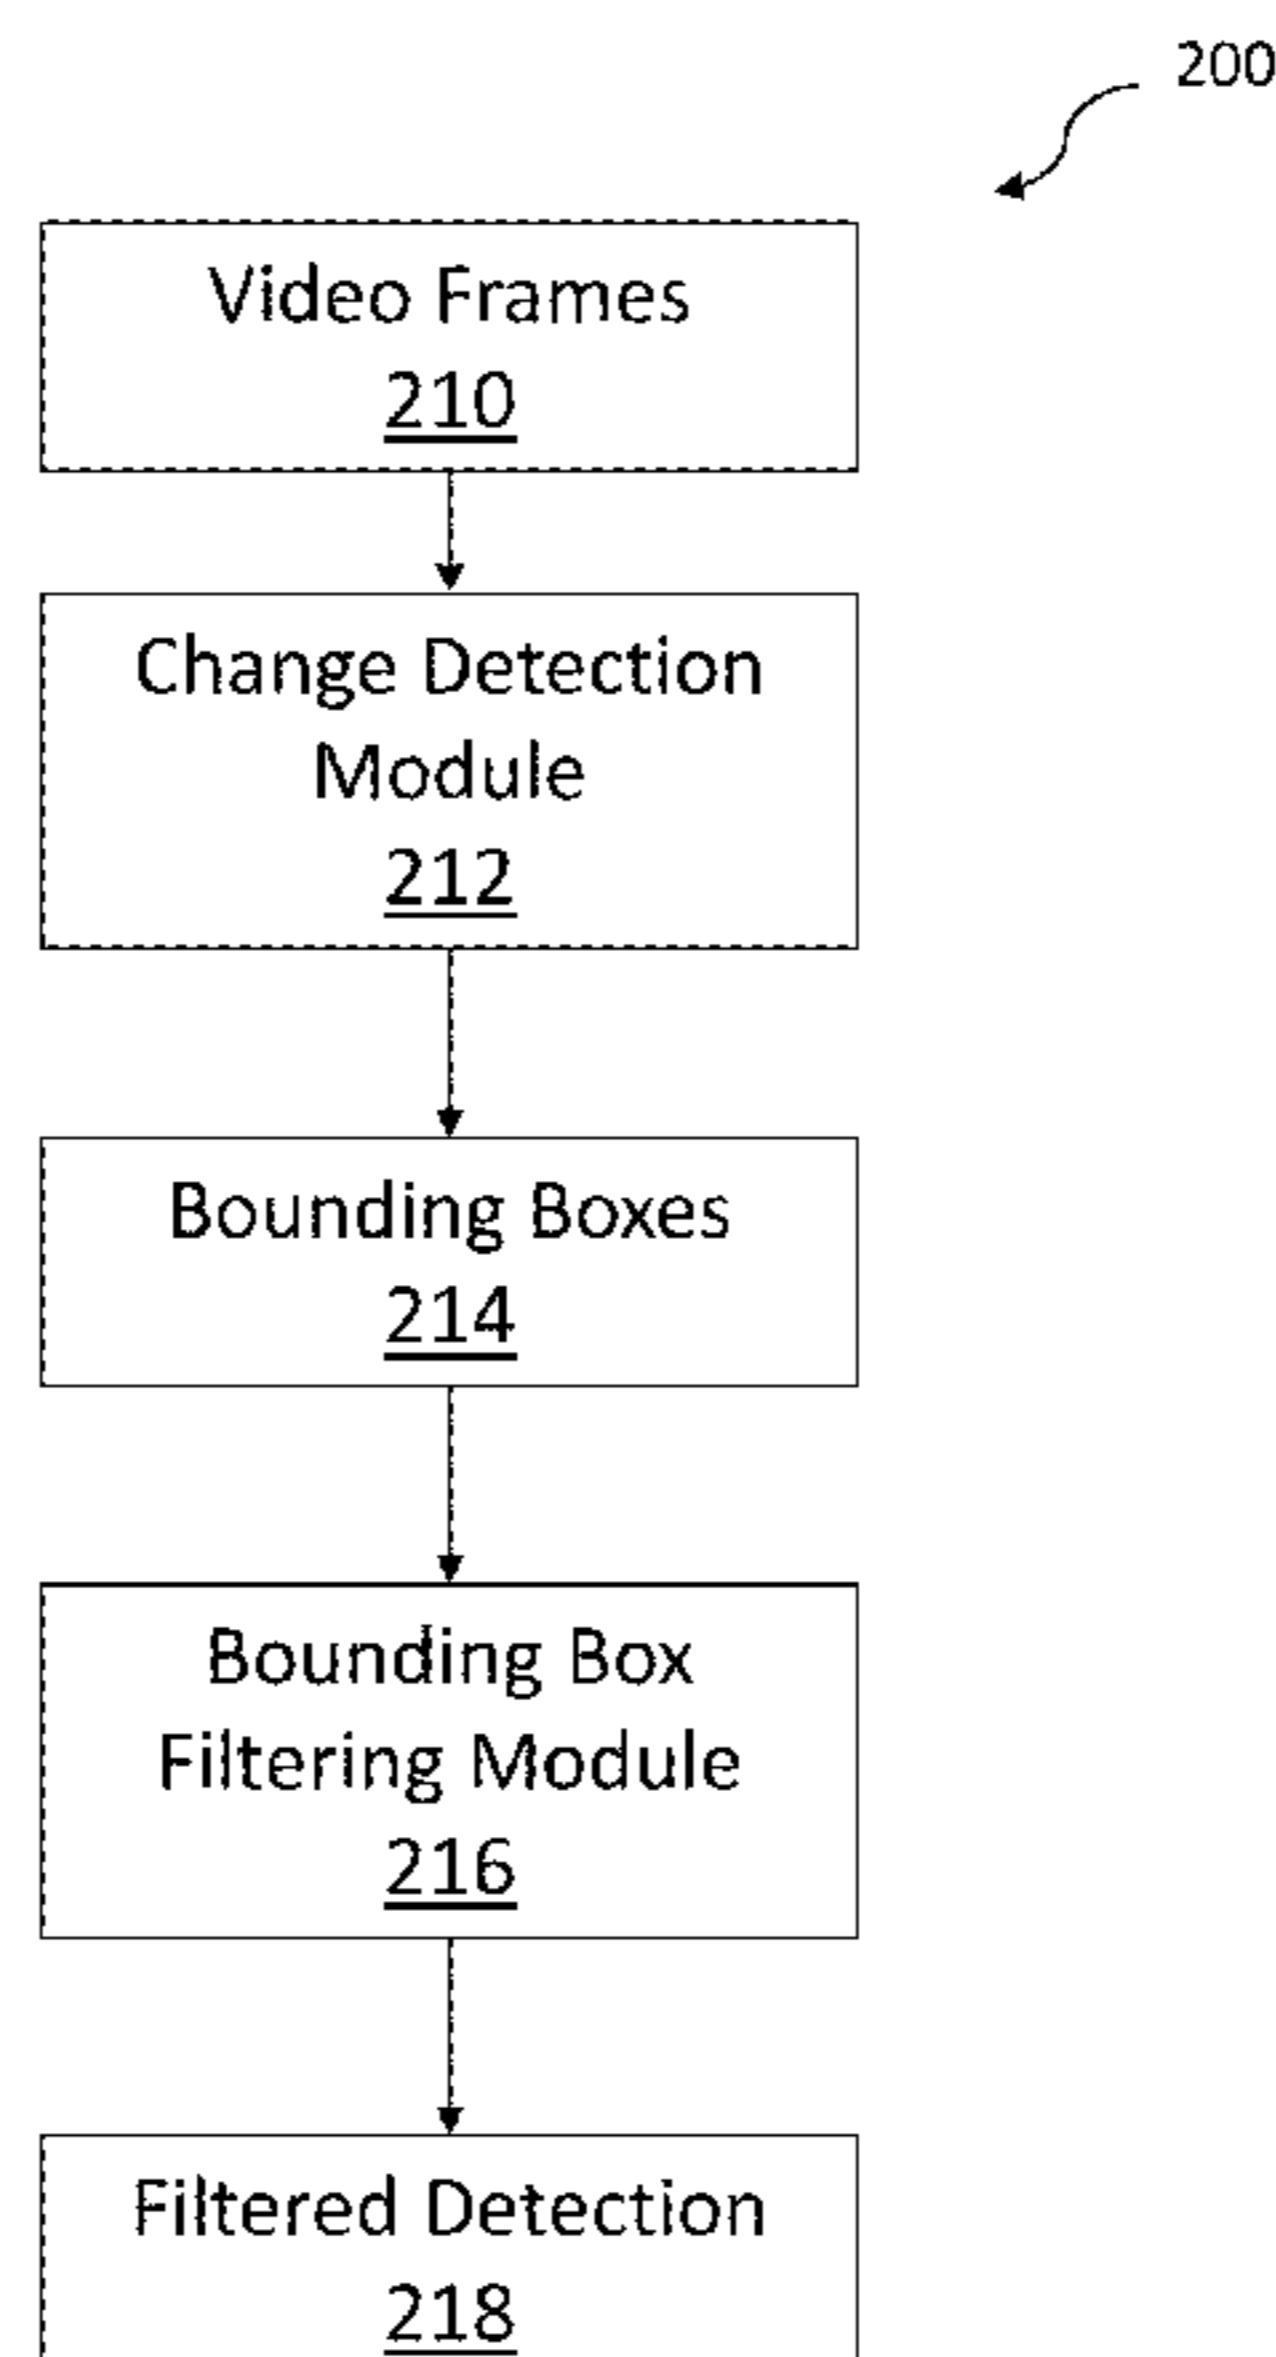 200
Video Frames
210
Change Detection
Module
212
Bounding Boxes
214
Bounding Box
Filtering Module
216
Filtered Detection
218